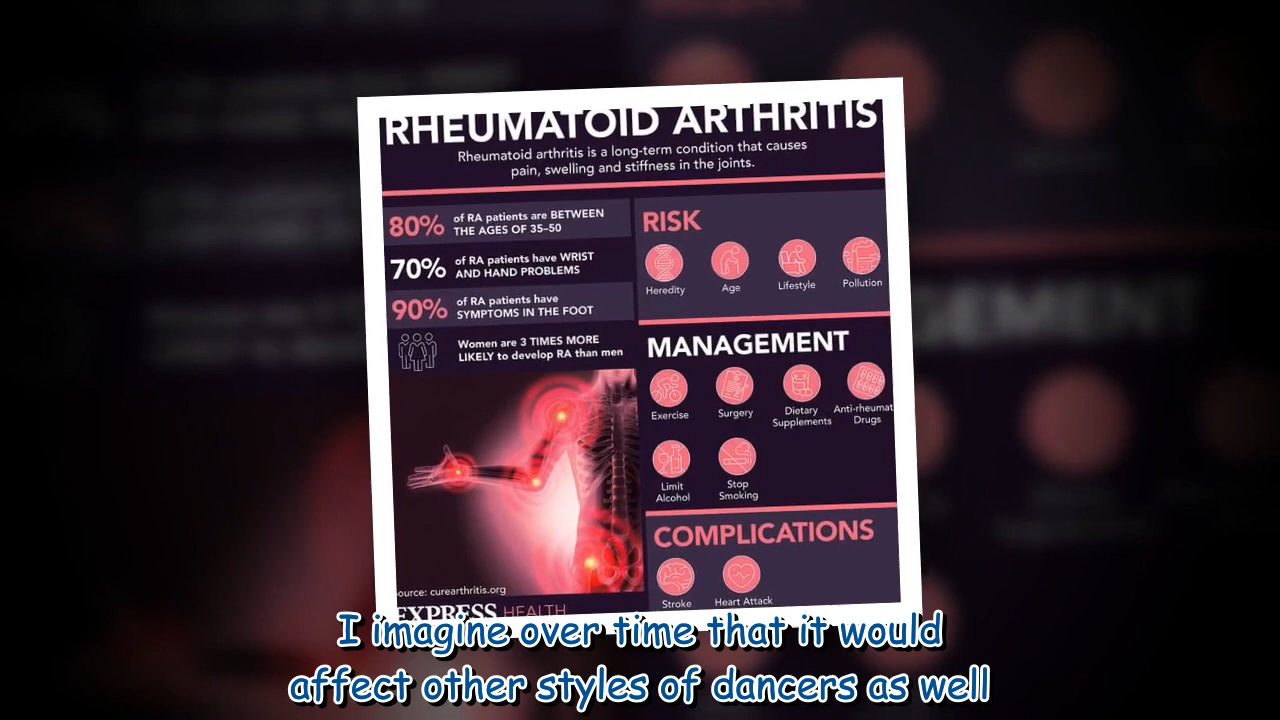 RHEUMATOID ARTHRITIS
Rheumatoid arthritis is a long-term condition that causes
pain, swelling and stiffness in the joints.
80%
of RA patients are BETWEEN
THE AGES OF 35–50
70%
of RA patients have WRIST
AND HAND PROBLEMS
90%
of RA patients have
SYMPTOMS IN THE FOOT
Women are 3 TIMES MORE
LIKELY to develop RA than men
ource: curearthritis.org
EXPRESS HEALTH
RISK
Heredity
Age
Lifestyle
Pollution
MANAGEMENT
Exercise
Surgery
Dietary
Supplements
Anti-rheumat
Drugs
Limit
Alcohol
Stop
Smoking
COMPLICATIONS
Stroke
Heart Attack
I imagine over time that it would
affect other styles of dancers as well